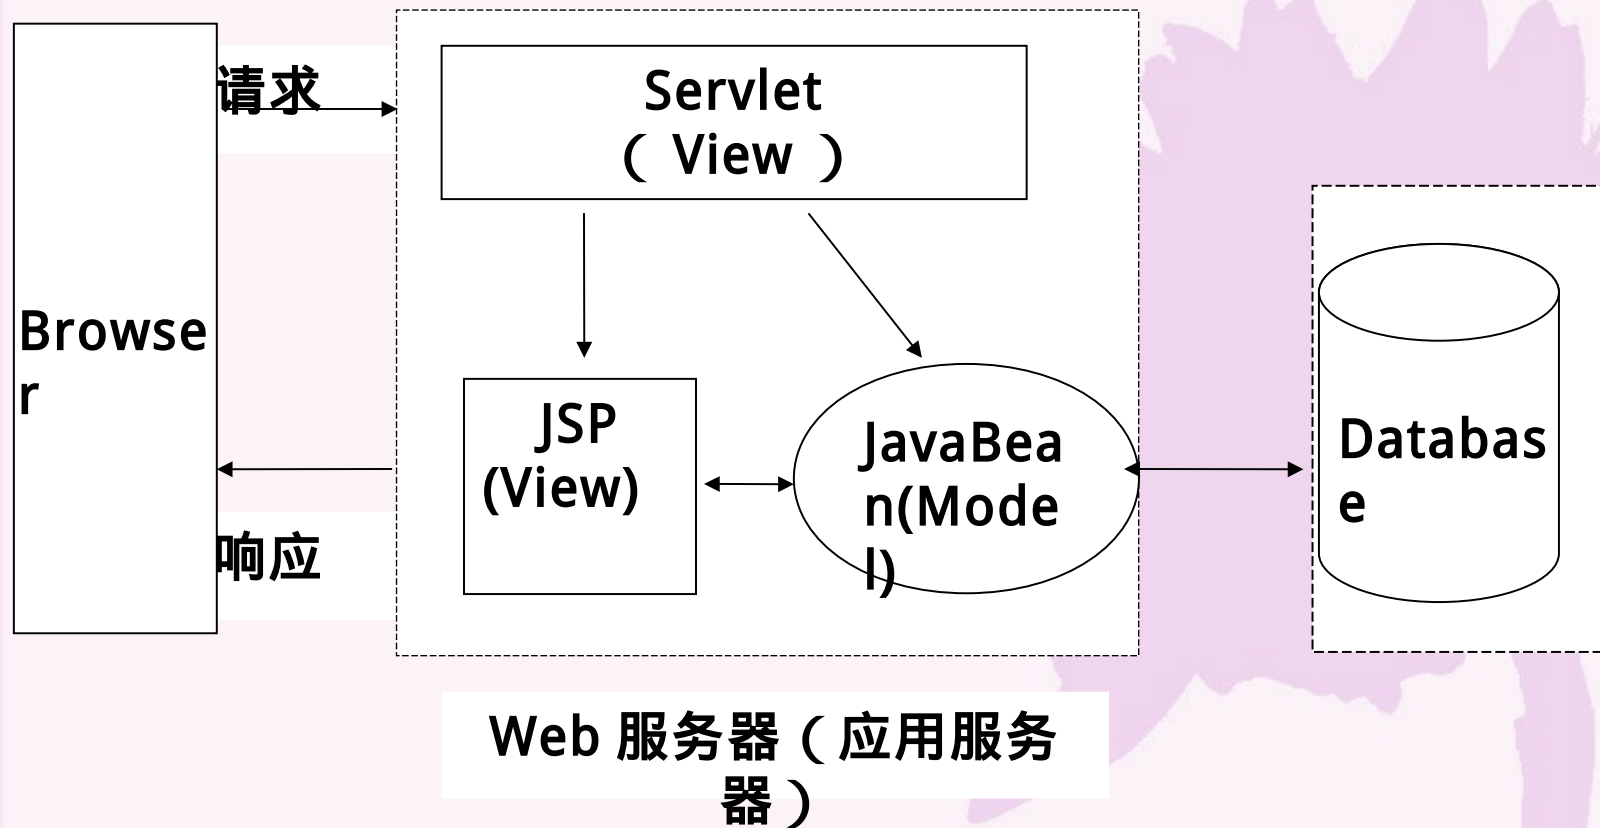 请求
Servlet
（ View ）
Browse
r
JSP
(View)
JavaBea
n(Mode
l)
Databas
e
响应
Web 服务器（应用服务
器）